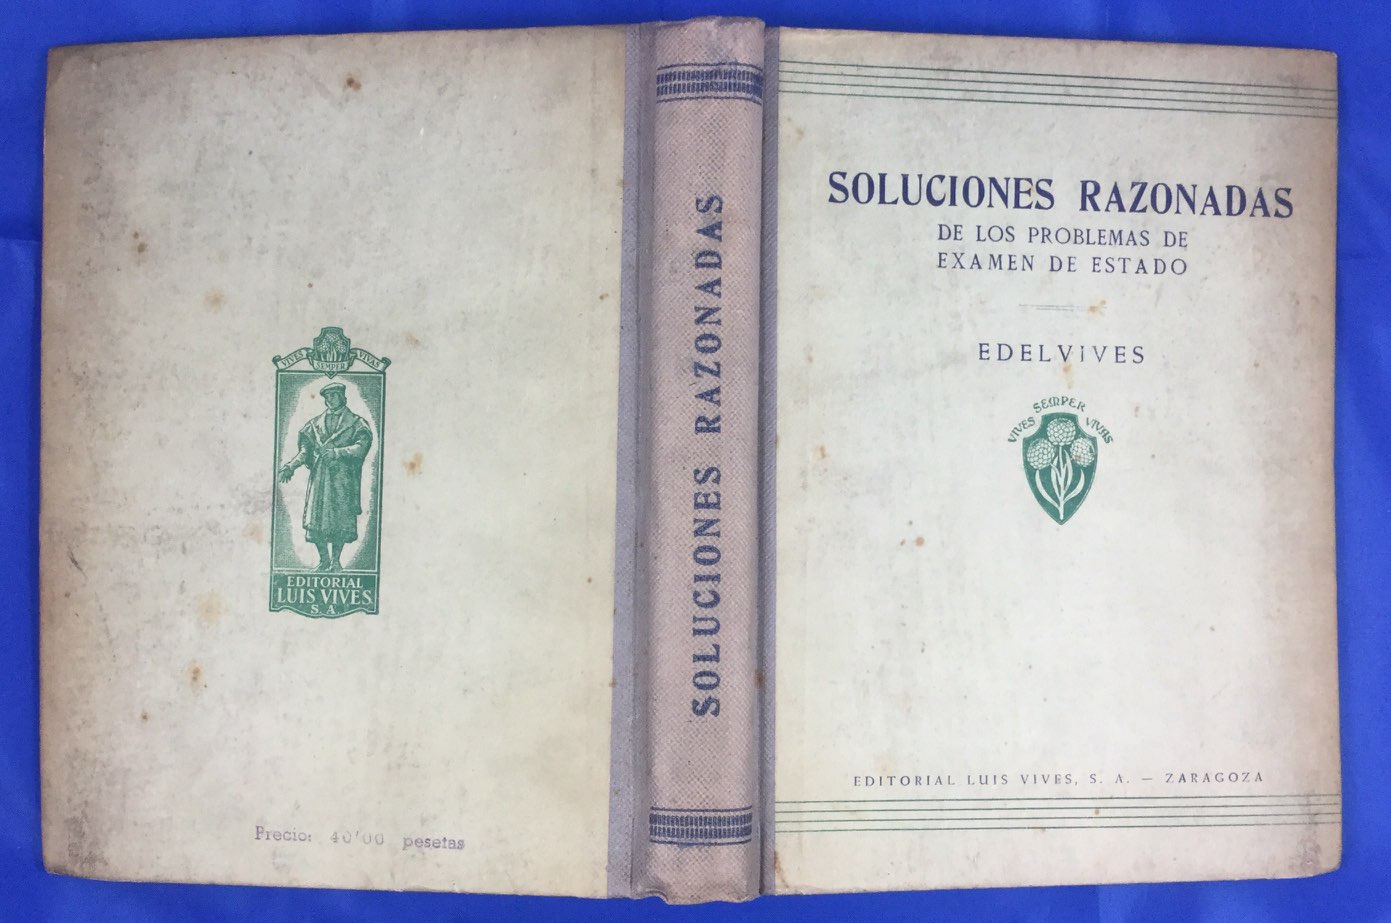 VIVES SEMPER VIVAS
EDITORIAL
LUIS VIVES
S. A.
Precio: 40'00 pesetas
SOLUCIONES RAZONADAS
SOLUCIONES RAZONADAS
DE LOS PROBLEMAS DE
EXAMEN DE ESTADO
EDELVIVES
VIVES SEMPER VIVAS
EDITORIAL LUIS VIVES, S. A. — ZARAGOZA